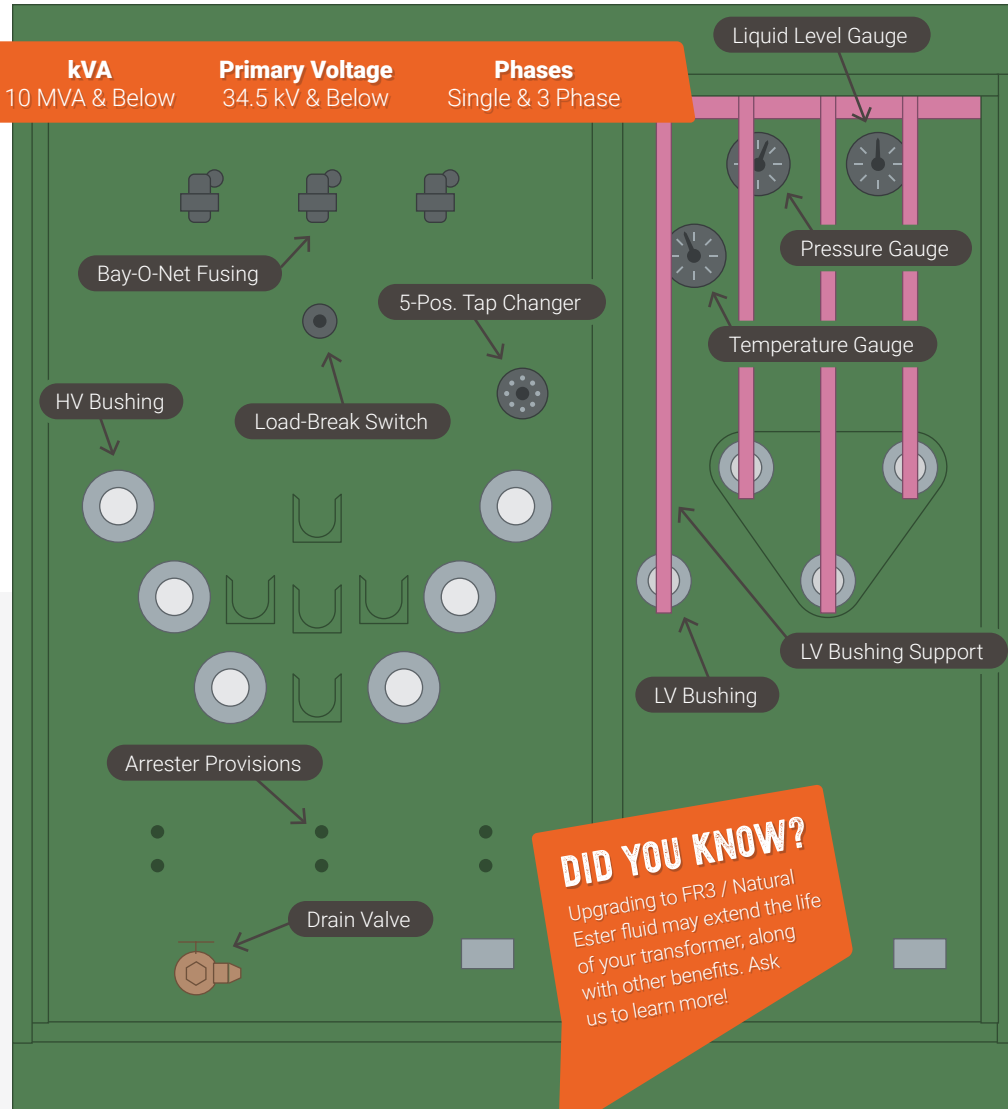 Liquid Level Gauge
kVA
10 MVA & Below
Primary Voltage
34.5 kV & Below
Phases
Single & 3 Phase
Pressure Gauge
Bay-O-Net Fusing
5-Pos. Tap Changer
Temperature Gauge
HV Bushing
Load-Break Switch
LV Bushing Support
LV Bushing
Arrester Provisions
DID YOU KNOW?
Upgrading to FR3 / Natural
Ester fluid may extend the life
of your transformer, along
with other benefits. Ask
us to learn more!
Drain Valve